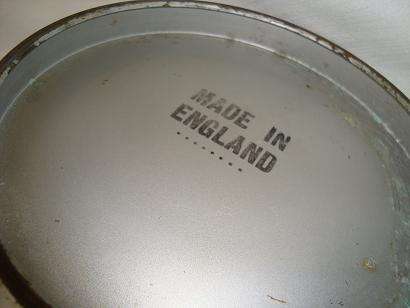 MADE IN
ENGLAND
........